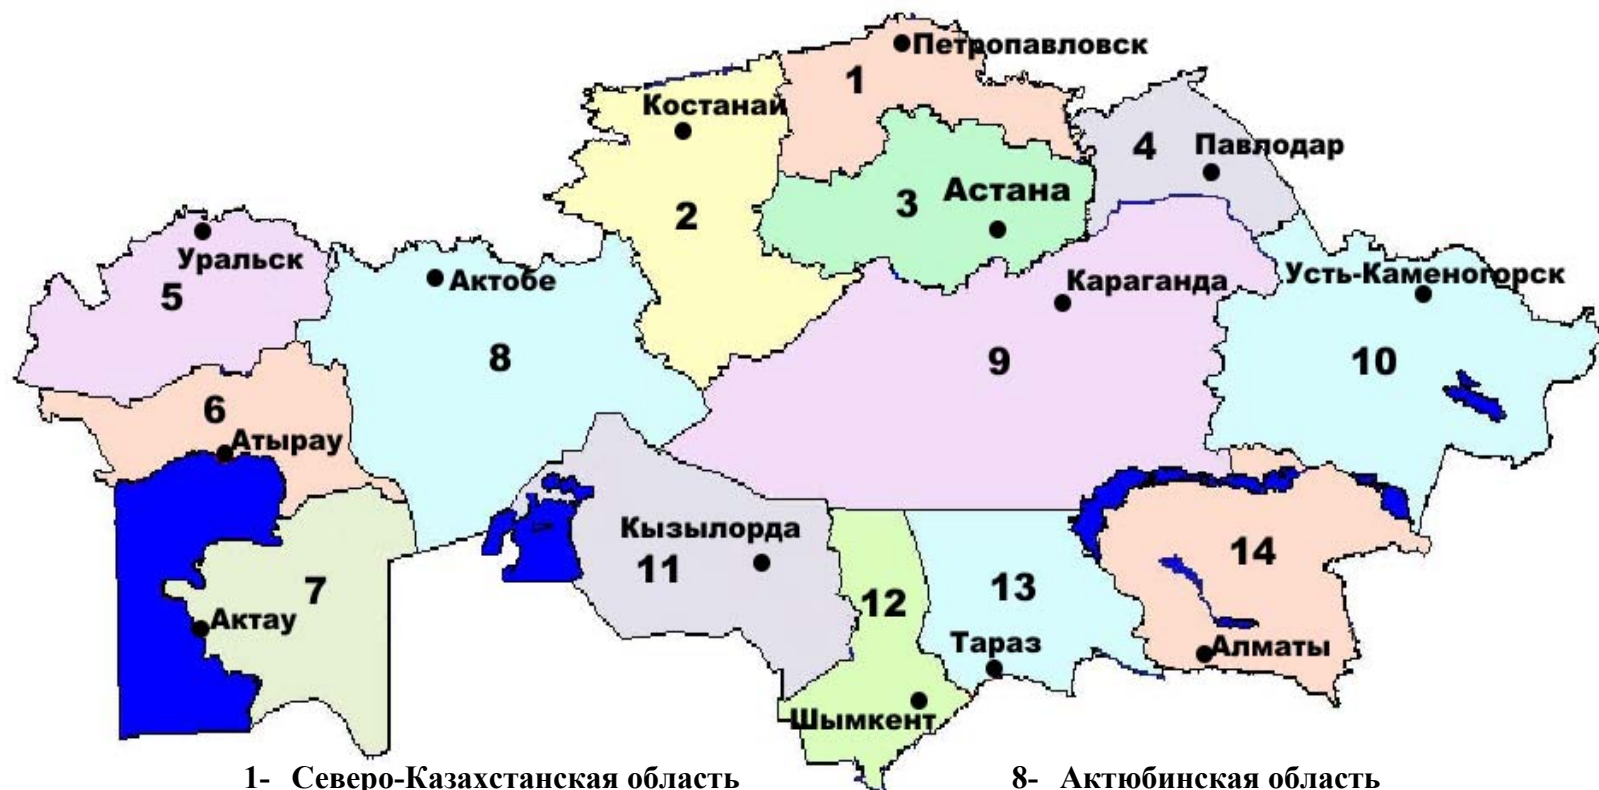 Петропавловск
1
Костанай
4
Павлодар
3
Астана
2
Уральск
5
Актобе
Караганда
Усть-Каменогорск
8
9
10
6
Атырау
Кызылорда
11
14
7
13
12
Актау
Тараз
Алматы
Шымкент
1- Северо-Казахстанская область
8- Актюбинская область